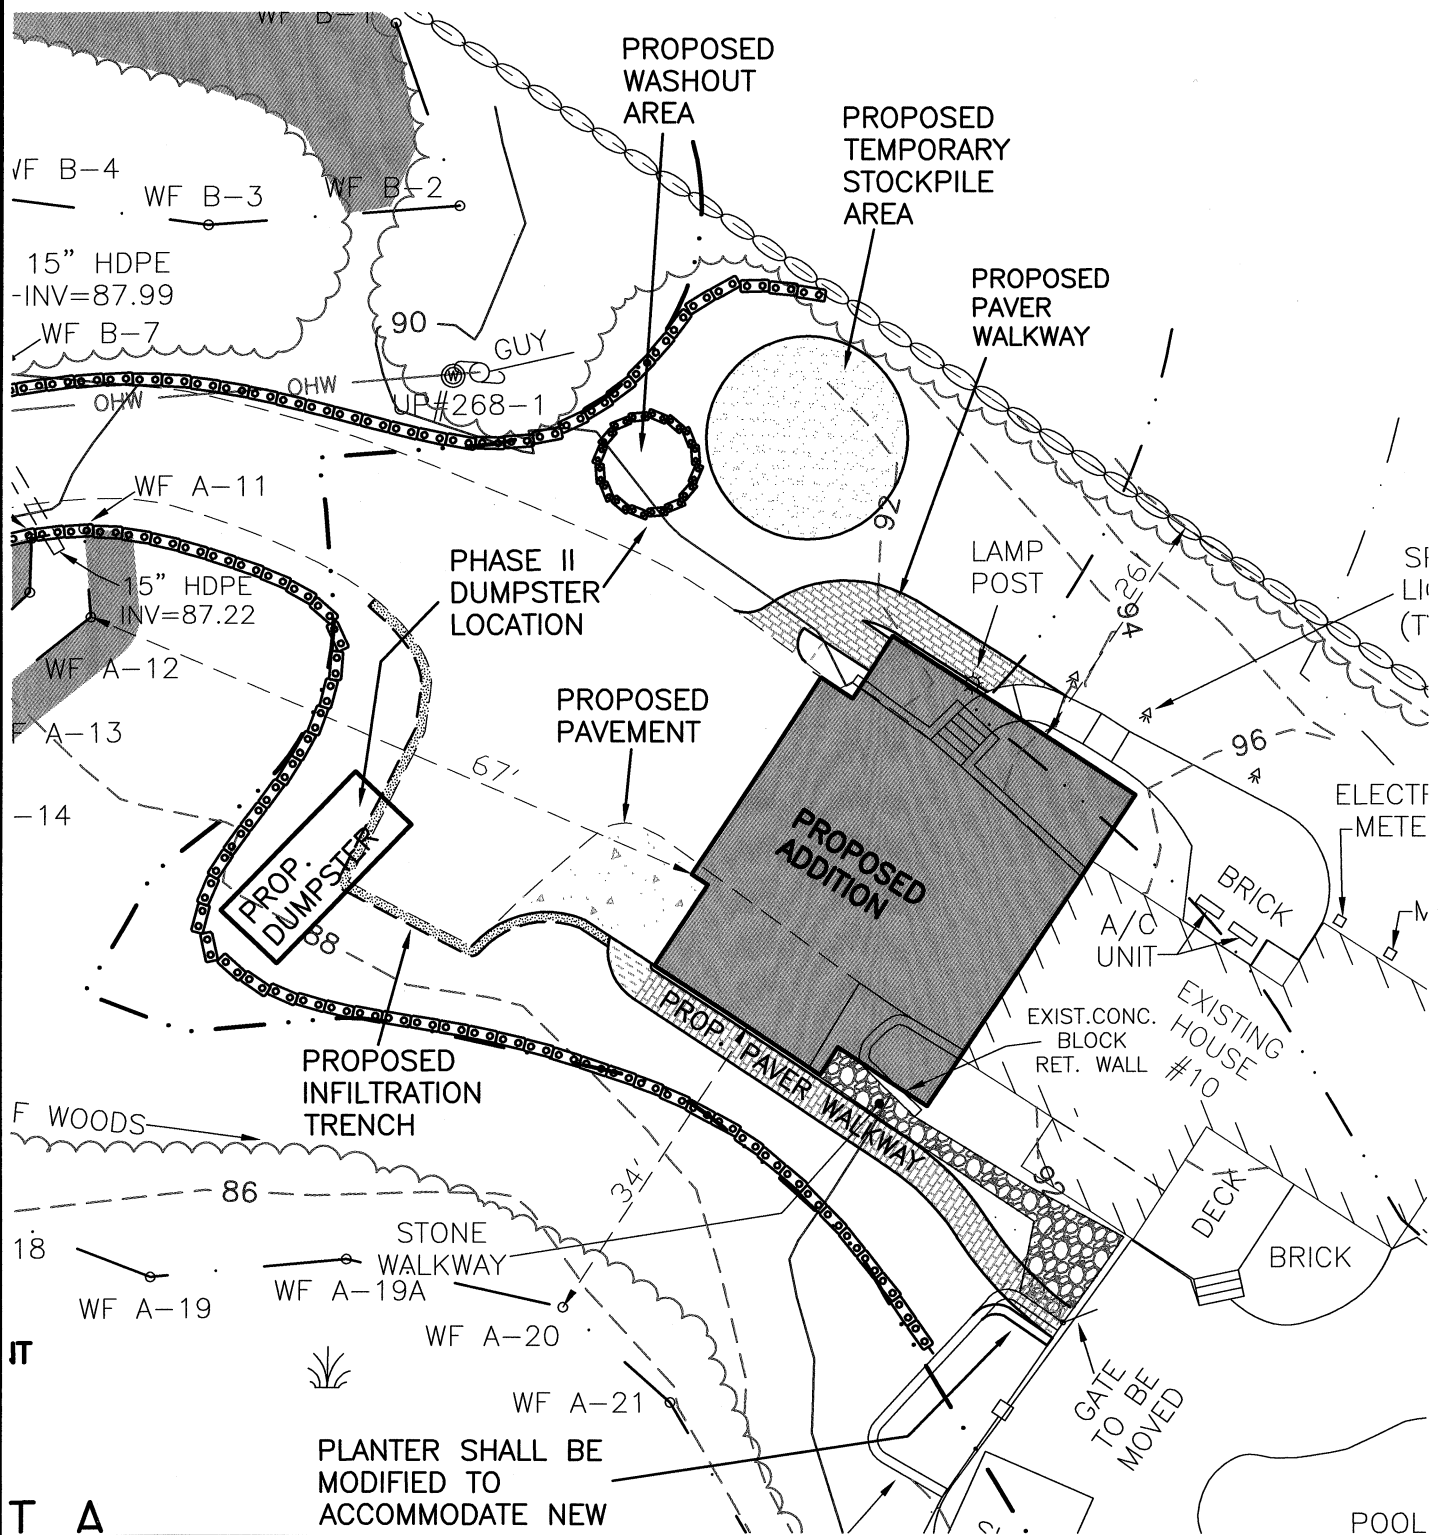 WF B-1
PROPOSED
WASHOUT
AREA
PROPOSED
TEMPORARY
STOCKPILE
AREA
WF B-4
WF B-3
WF B-2
15" HDPE
INV=87.99
WF B-7
90
GUY
OHW
OHW
UP#268-1
W
PROPOSED
PAVER
WALKWAY
WF A-11
92
15" HDPE
INV=87.22
PHASE II
DUMPSTER
LOCATION
LAMP
POST
26'
94
WF A-12
A-13
-14
PROPOSED
PAVEMENT
67'
96
PROPOSED
ADDITION
PROP.
DUMPSTER
88
BRICK
A/C
UNIT
EXISTING
HOUSE
#10
EXIST.CONC.
BLOCK
RET. WALL
PROP. PAVER WALKWAY
PROPOSED
INFILTRATION
TRENCH
F WOODS
86
34'
92
DECK
BRICK
18
STONE
WALKWAY
WF A-19
WF A-19A
WF A-20
WF A-21
GATE
TO BE
MOVED
PLANTER SHALL BE
MODIFIED TO
ACCOMMODATE NEW
T A
POOL